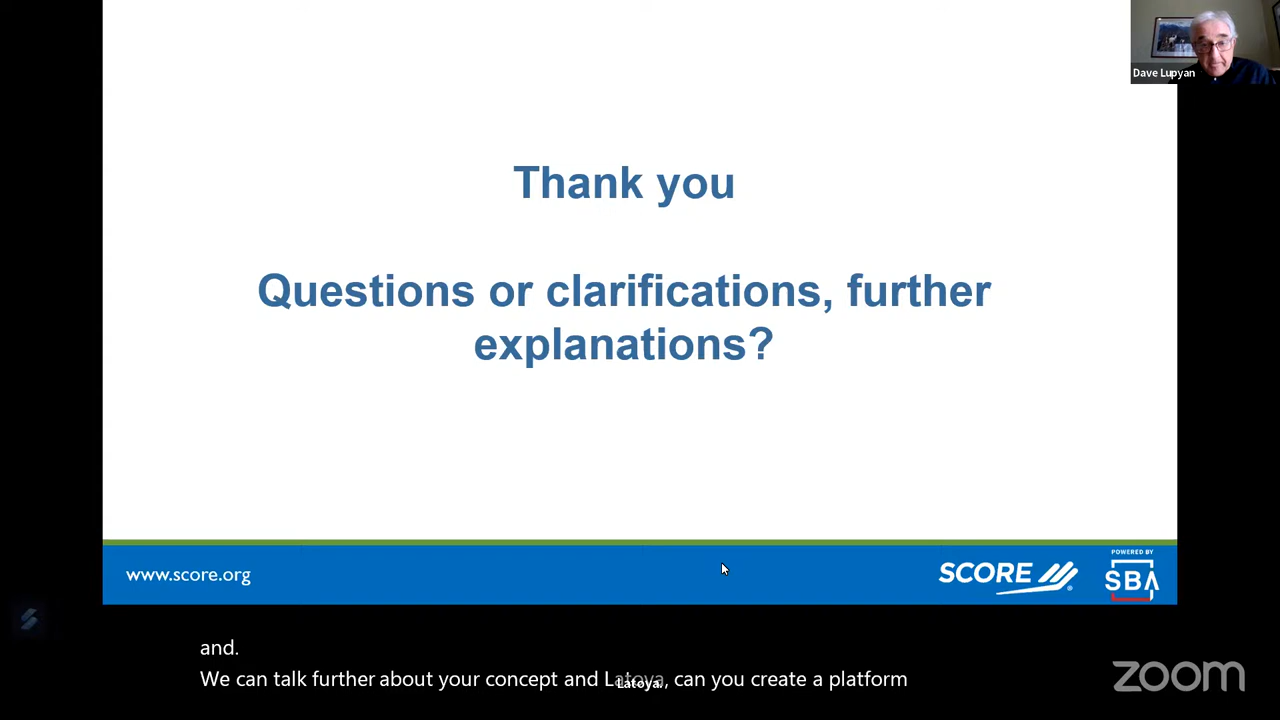 Dave Lupyan
Thank you
Questions or clarifications, further
explanations?
www.score.org
SCORE
®
POWERED BY
SBA
and.
We can talk further about your concept and Latoya, can you create a platform
Latoya.
zoom